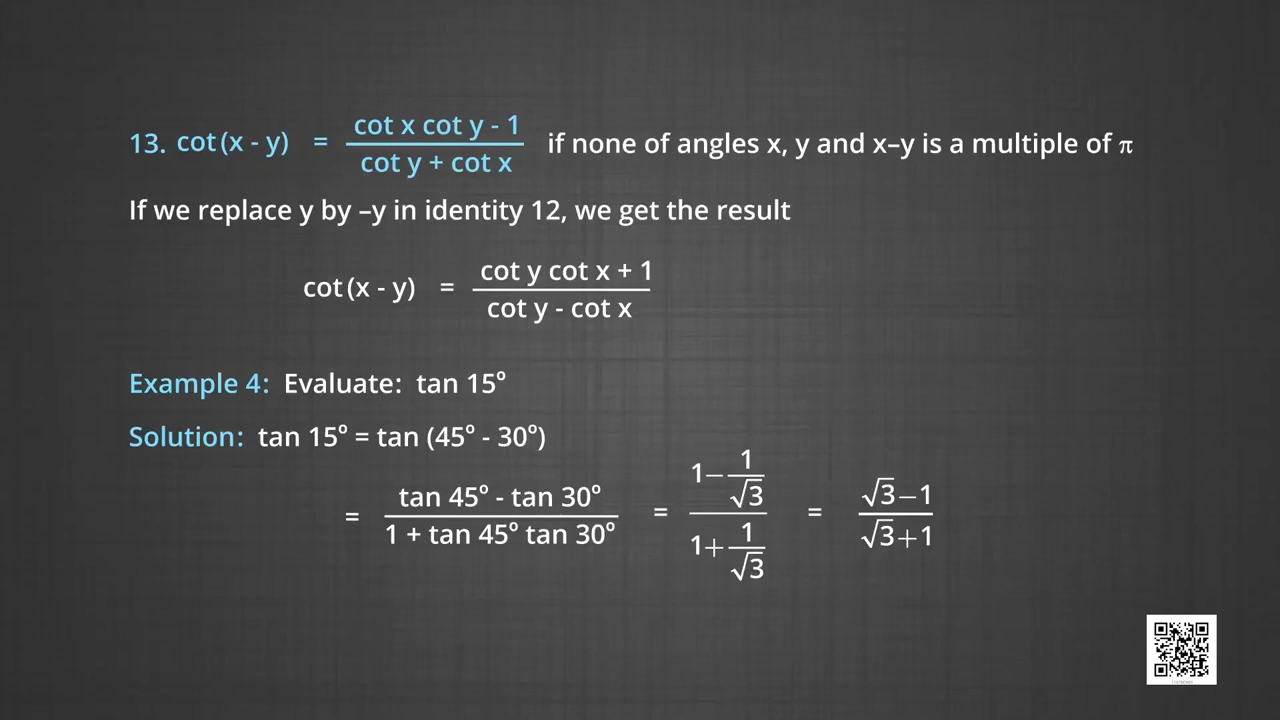 13. cot (x - y) = (cot x cot y - 1)/(cot y + cot x) if none of angles x, y and x–y is a multiple of π
If we replace y by –y in identity 12, we get the result
cot (x - y) = (cot y cot x + 1)/(cot y - cot x)
Example 4: Evaluate: tan 15°
Solution: tan 15° = tan (45° - 30°)
= (tan 45° - tan 30°)/(1 + tan 45° tan 30°) = (1−1/√3)/(1+1/√3) = (√3−1)/(√3+1)